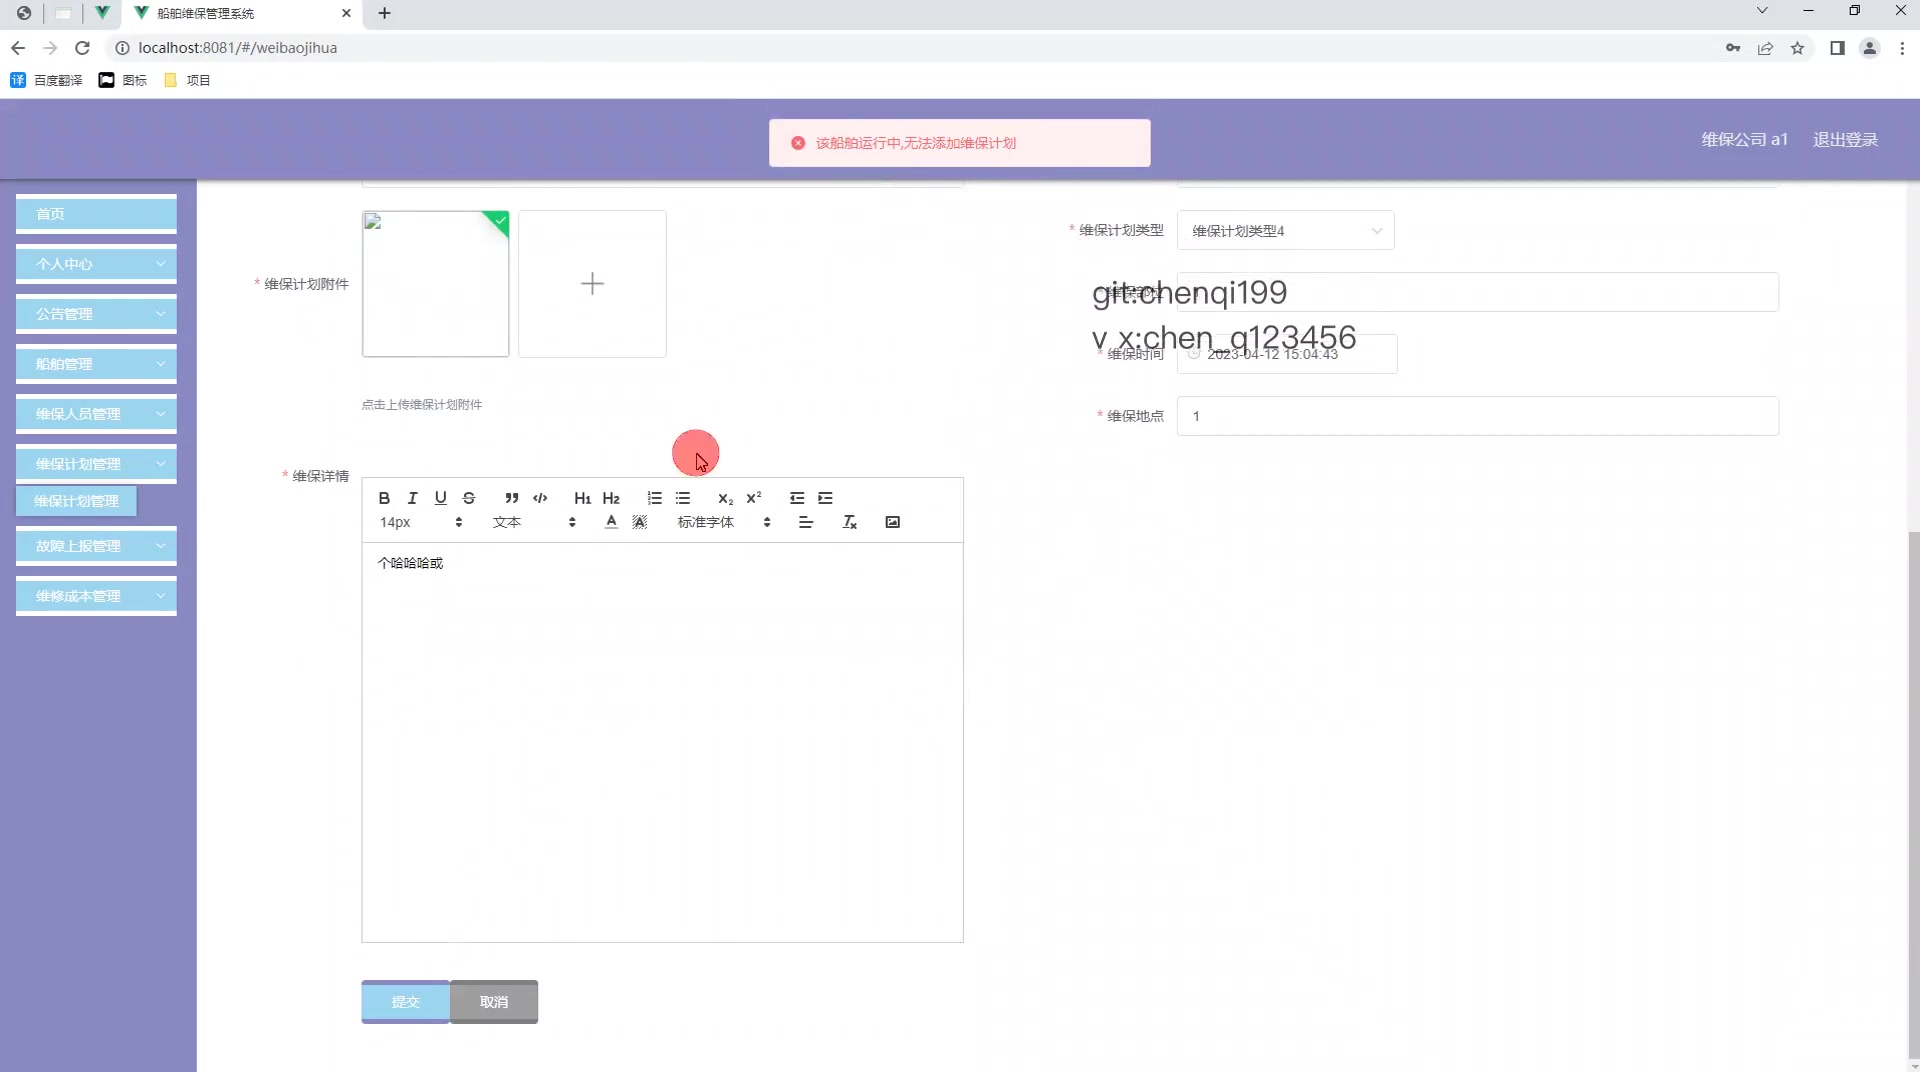 船舶维保管理系统
localhost:8081/#/weibaojihua
百度翻译
图标
项目
该船舶运行中,无法添加维保计划
维保公司 a1
退出登录
首页
个人中心
公告管理
船舶管理
维保人员管理
维保计划管理
维保计划管理
故障上报管理
维修成本管理
* 维保计划附件
点击上传维保计划附件
* 维保计划类型
维保计划类型4
git:chenqi199
v_x:chen_q123456
* 维保时间
2023-04-12 15:04:43
* 维保地点
1
* 维保详情
B I U S H1 H2 X2 X2
14px 文本 A A 标准字体 Tx
个哈哈哈或
提交
取消